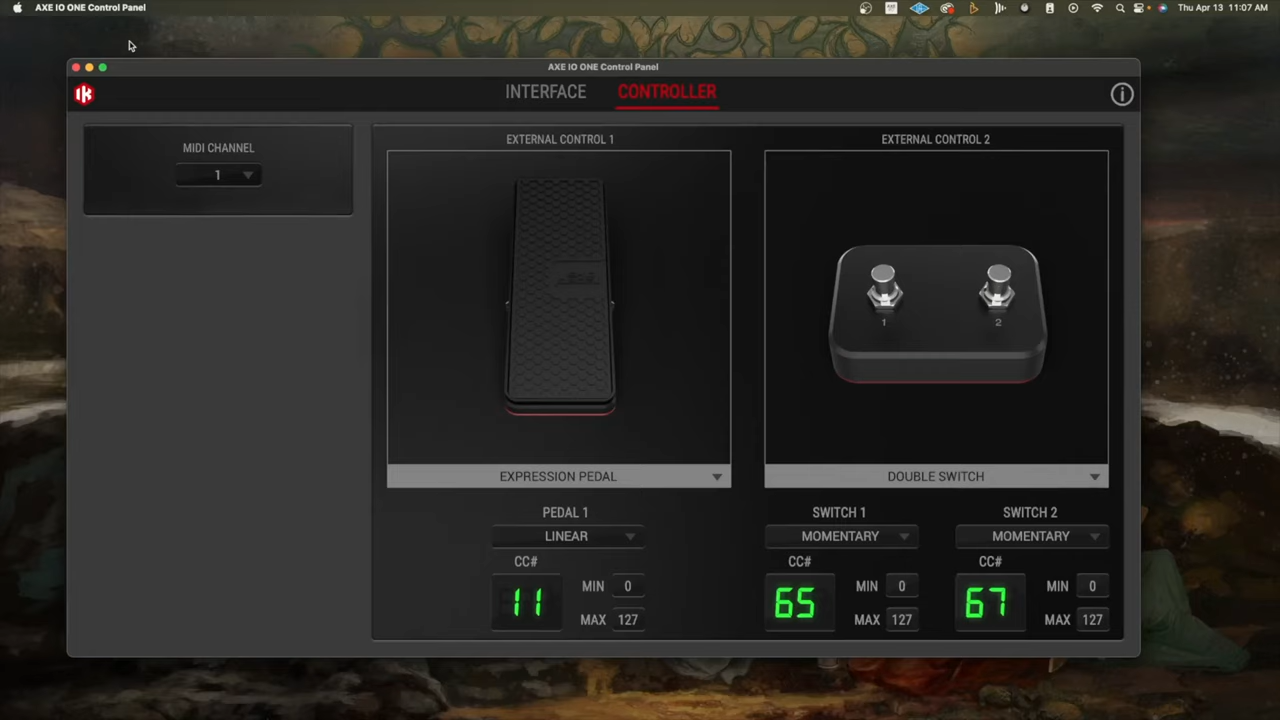 AXE IO ONE Control Panel
Thu Apr 13 11:07 AM
AXE IO ONE Control Panel
INTERFACE
CONTROLLER
MIDI CHANNEL
1
EXTERNAL CONTROL 1
EXPRESSION PEDAL
PEDAL 1
LINEAR
CC#
11
MIN 0
MAX 127
EXTERNAL CONTROL 2
1 2
DOUBLE SWITCH
SWITCH 1
MOMENTARY
CC#
65
MIN 0
MAX 127
SWITCH 2
MOMENTARY
CC#
67
MIN 0
MAX 127